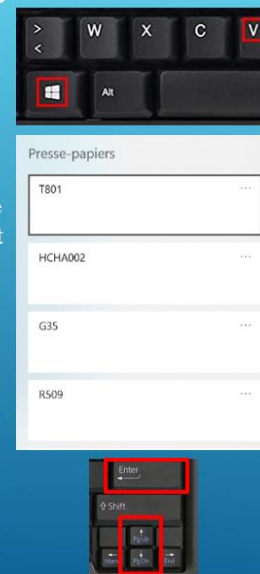 > W X C V
<
Alt
Presse-papiers
T801 ...
HCHA002 ...
G35 ...
R509 ...
Enter
⇧ Shift
Pg Up
Home Pg Dn End